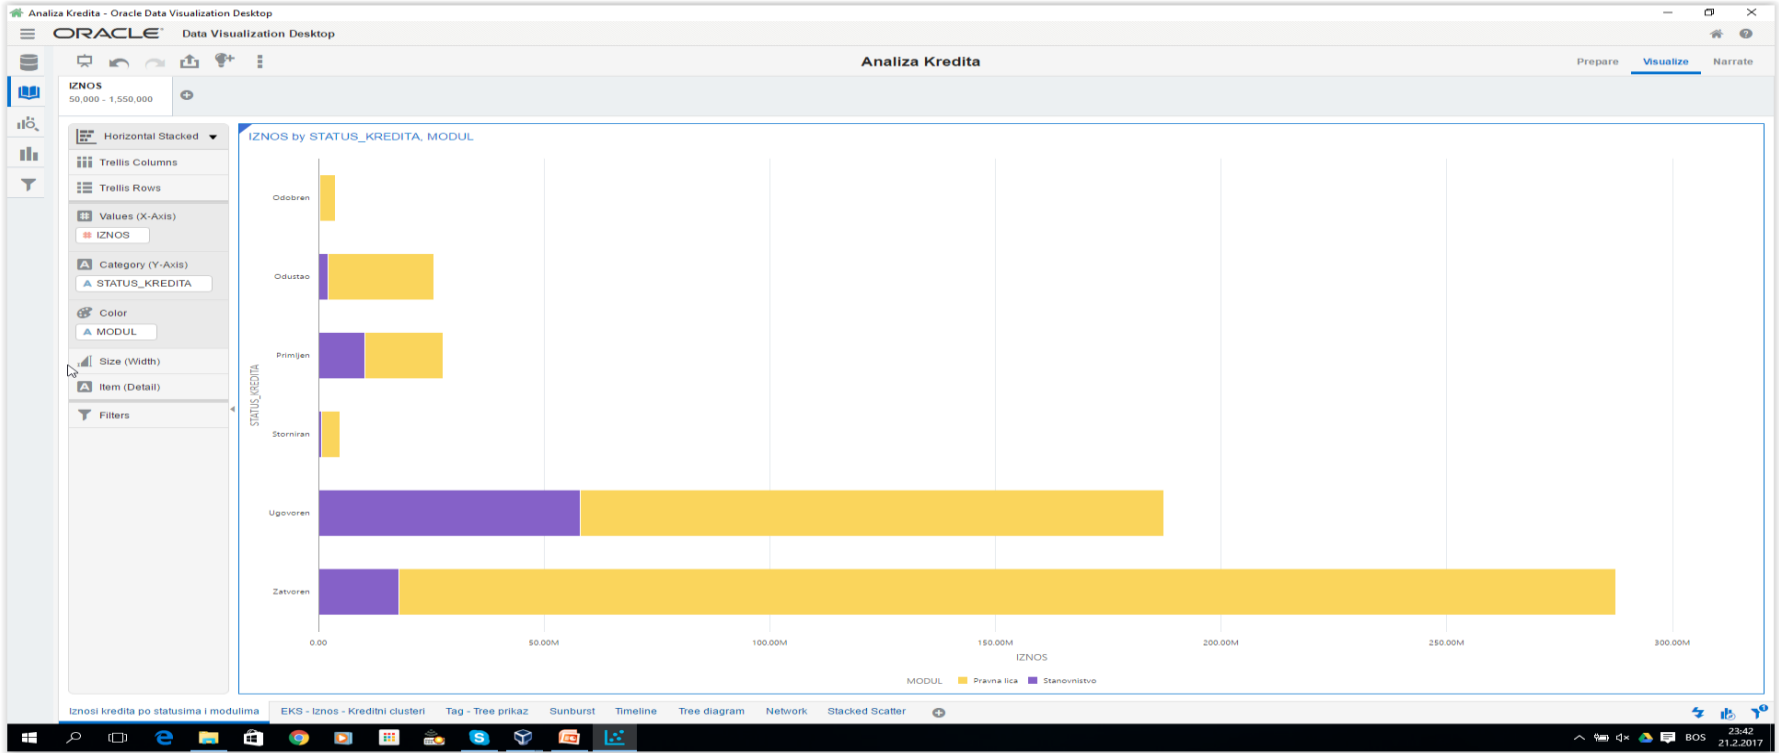 Analiza Kredita - Oracle Data Visualization Desktop
ORACLE® Data Visualization Desktop
Analiza Kredita
Prepare Visualize Narrate
IZNOS
50,000 - 1,550,000
Horizontal Stacked
Trellis Columns
Trellis Rows
Values (X-Axis)
IZNOS
Category (Y-Axis)
A STATUS_KREDITA
Color
A MODUL
Size (Width)
Item (Detail)
Filters
IZNOS by STATUS_KREDITA, MODUL
STATUS_KREDITA
Odobren
Odustao
Primljen
Storniran
Ugovoren
Zatvoren
0.00 50.00M 100.00M 150.00M 200.00M 250.00M 300.00M
IZNOS
MODUL Pravna lica Stanovnistvo
Iznosi kredita po statusima i modulima EKS - Iznos - Kreditni clusteri Tag - Tree prikaz Sunburst Timeline Tree diagram Network Stacked Scatter
BOS
23:42
21.2.2017